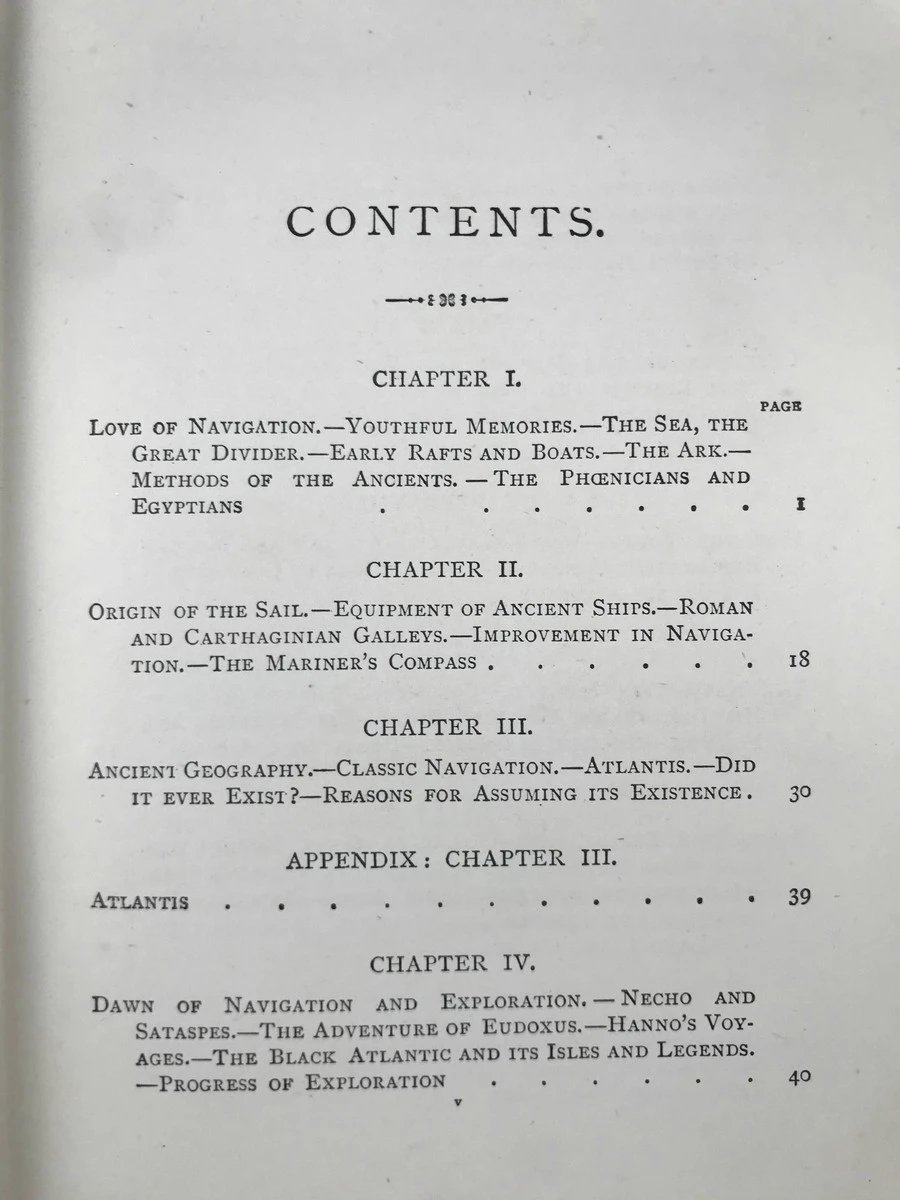 CONTENTS.
CHAPTER I.
PAGE
LOVE OF NAVIGATION.—YOUTHFUL MEMORIES.—THE SEA, THE
GREAT DIVIDER.—EARLY RAFTS AND BOATS.—THE ARK.—
METHODS OF THE ANCIENTS.—THE PHŒNICIANS AND
EGYPTIANS . . . . . . . 1
CHAPTER II.
ORIGIN OF THE SAIL.—EQUIPMENT OF ANCIENT SHIPS.—ROMAN
AND CARTHAGINIAN GALLEYS.—IMPROVEMENT IN NAVIGA-
TION.—THE MARINER'S COMPASS . . . . . . 18
CHAPTER III.
ANCIENT GEOGRAPHY.—CLASSIC NAVIGATION.—ATLANTIS.—DID
IT EVER EXIST?—REASONS FOR ASSUMING ITS EXISTENCE . 30
APPENDIX: CHAPTER III.
ATLANTIS . . . . . . . . . . . 39
CHAPTER IV.
DAWN OF NAVIGATION AND EXPLORATION.—NECHO AND
SATASPES.—THE ADVENTURE OF EUDOXUS.—HANNO'S VOY-
AGES.—THE BLACK ATLANTIC AND ITS ISLES AND LEGENDS.
—PROGRESS OF EXPLORATION . . . . . . 40
v